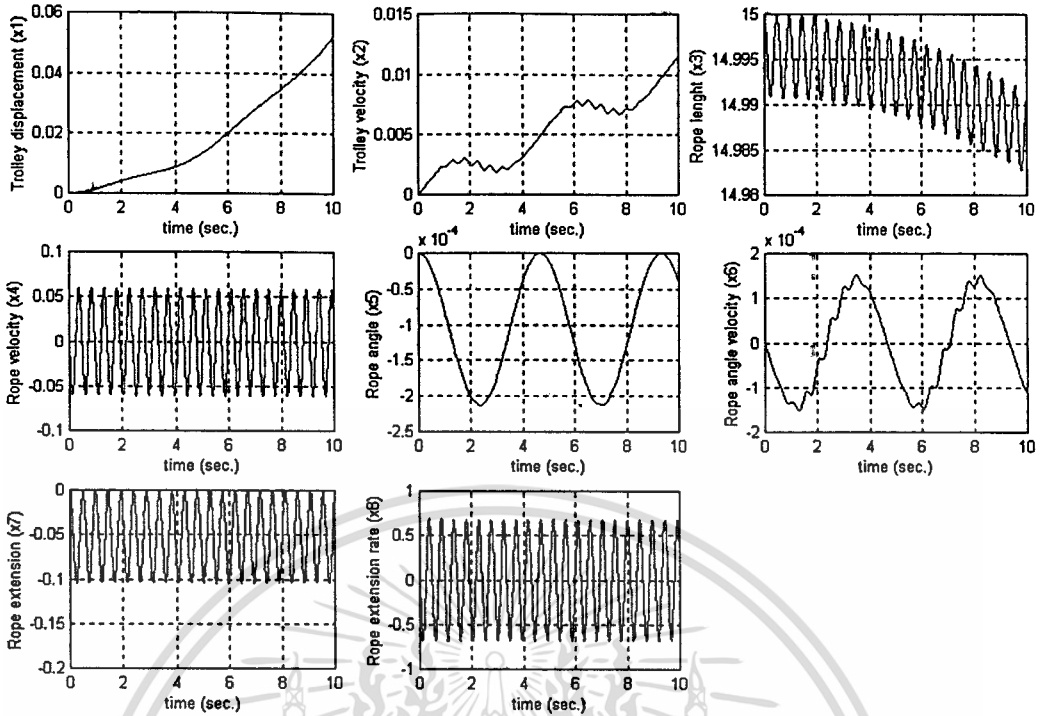 Trolley displacement (x1)
0.06
0.04
0.02
0
0 2 4 6 8 10
time (sec.)
Trolley velocity (x2)
0.015
0.01
0.005
0
0 2 4 6 8 10
time (sec.)
Rope lenght (x3)
15
14.995
14.99
14.985
14.98
0 2 4 6 8 10
time (sec.)
Rope velocity (x4)
0.1
0.05
0
-0.05
-0.1
0 2 4 6 8 10
time (sec.)
Rope angle (x5)
x 10-4
0
-0.5
-1
-1.5
-2
-2.5
0 2 4 6 8 10
time (sec.)
Rope angle velocity (x6)
x 10-4
2
1
0
-1
-2
0 2 4 6 8 10
time (sec.)
Rope extension (x7)
0
-0.05
-0.1
-0.15
-0.2
0 2 4 6 8 10
time (sec.)
Rope extension rate (x8)
1
0.5
0
-0.5
-1
0 2 4 6 8 10
time (sec.)